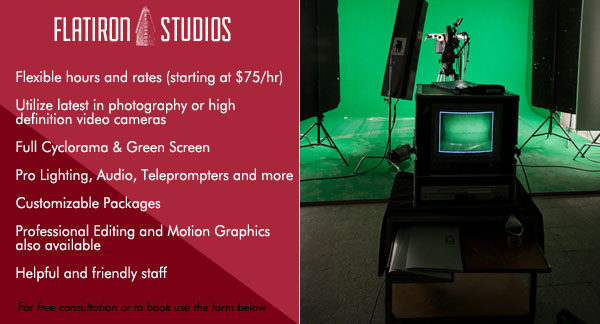 FLATIRON STUDIOS
Flexible hours and rates (starting at $75/hr)
Utilize latest in photography or high
definition video cameras
Full Cyclorama & Green Screen
Pro Lighting, Audio, Teleprompters and more
Customizable Packages
Professional Editing and Motion Graphics
also available
Helpful and friendly staff
For free consultation or to book use the form below